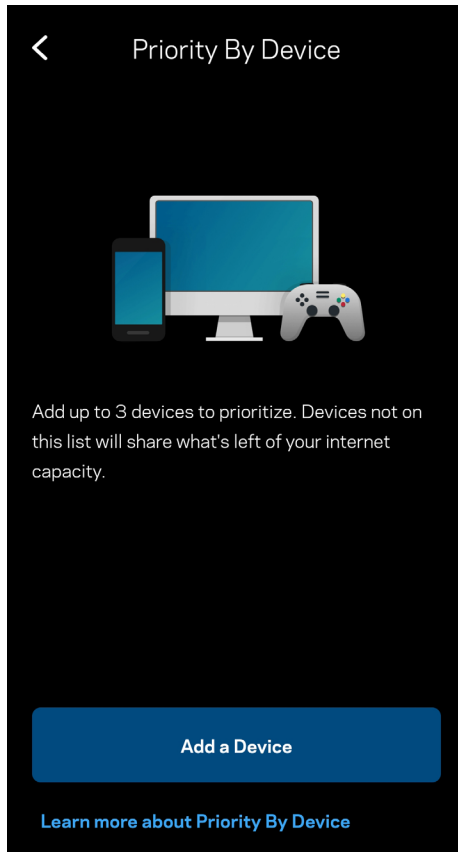 Priority By Device
Add up to 3 devices to prioritize. Devices not on
this list will share what's left of your internet
capacity.
Add a Device
Learn more about Priority By Device